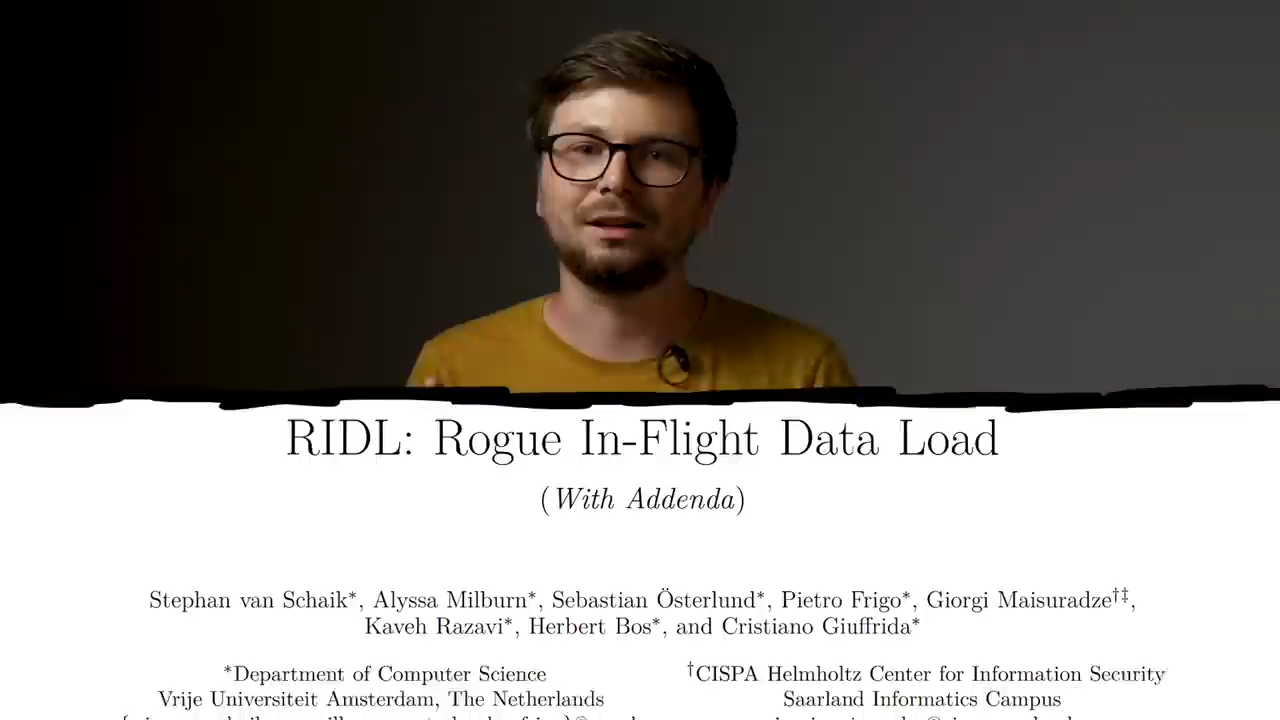 RIDL: Rogue In-Flight Data Load
(With Addenda)
Stephan van Schaik*, Alyssa Milburn*, Sebastian Österlund*, Pietro Frigo*, Giorgi Maisuradze†‡,
Kaveh Razavi*, Herbert Bos*, and Cristiano Giuffrida*
*Department of Computer Science
†CISPA Helmholtz Center for Information Security
Vrije Universiteit Amsterdam, The Netherlands
Saarland Informatics Campus